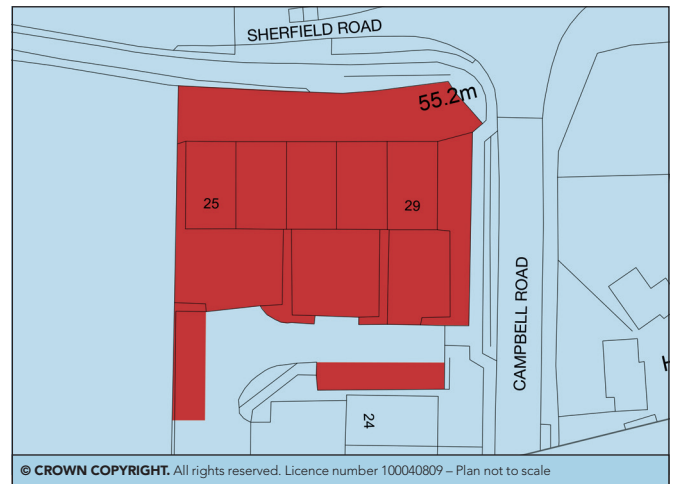 SHERFIELD ROAD
55.2m
25
29
CAMPBELL ROAD
H
24
© CROWN COPYRIGHT. All rights reserved. Licence number 100040809 – Plan not to scale